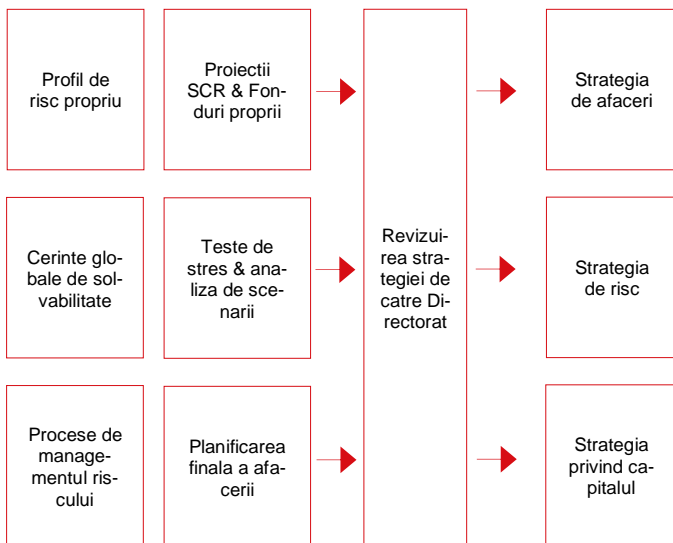 Profil de
risc propriu
Proiectii
SCR & Fon-
duri proprii
Strategia
de afaceri
Cerinte glo-
bale de sol-
vabilitate
Teste de
stres & ana-
liza de sce-
narii
Revizui-
rea strate-
tegiei de
catre Di-
rectorat
Strategia
de risc
Procese de
manage-
mentul ris-
cului
Planificarea
finala a afa-
cerii
Strategia
privind ca-
pitalul